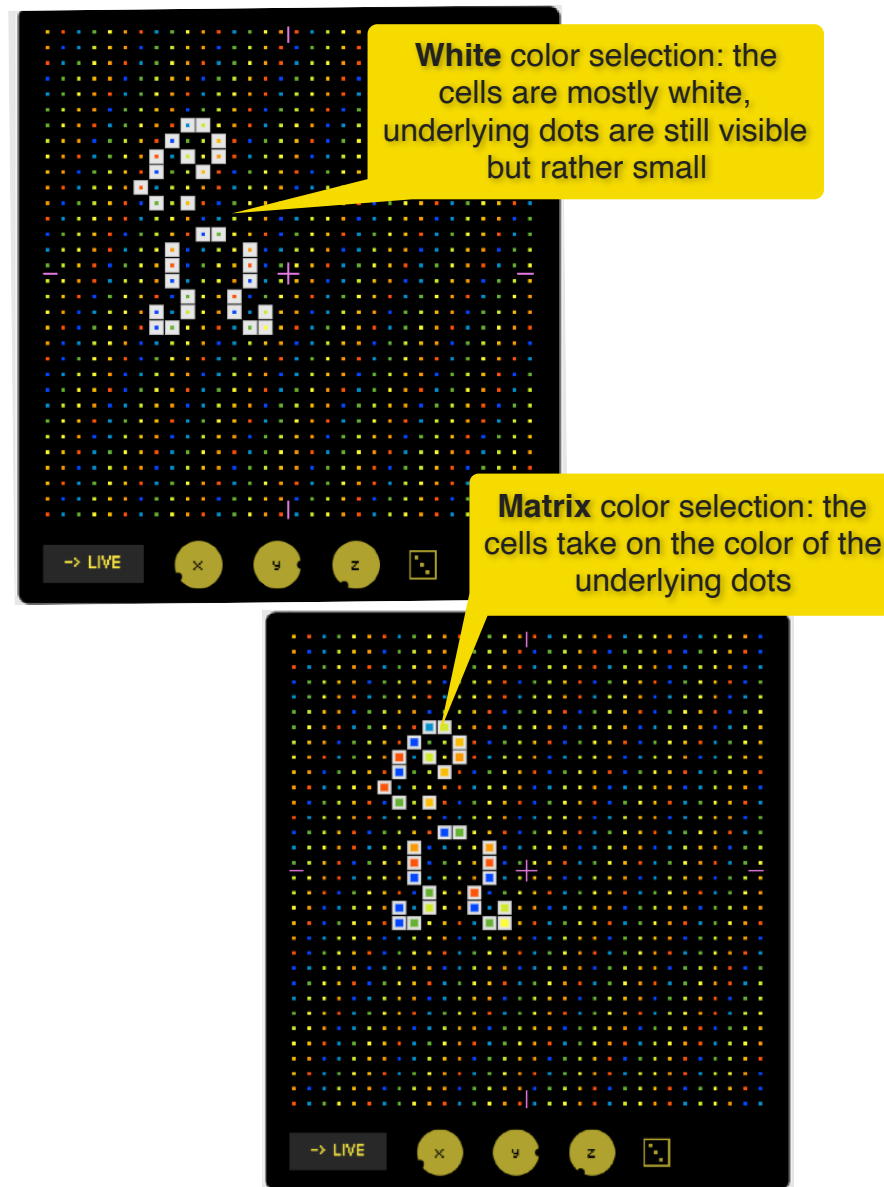 White color selection: the
cells are mostly white,
underlying dots are still visible
but rather small
-> LIVE x y z
Matrix color selection: the
cells take on the color of the
underlying dots
-> LIVE x y z